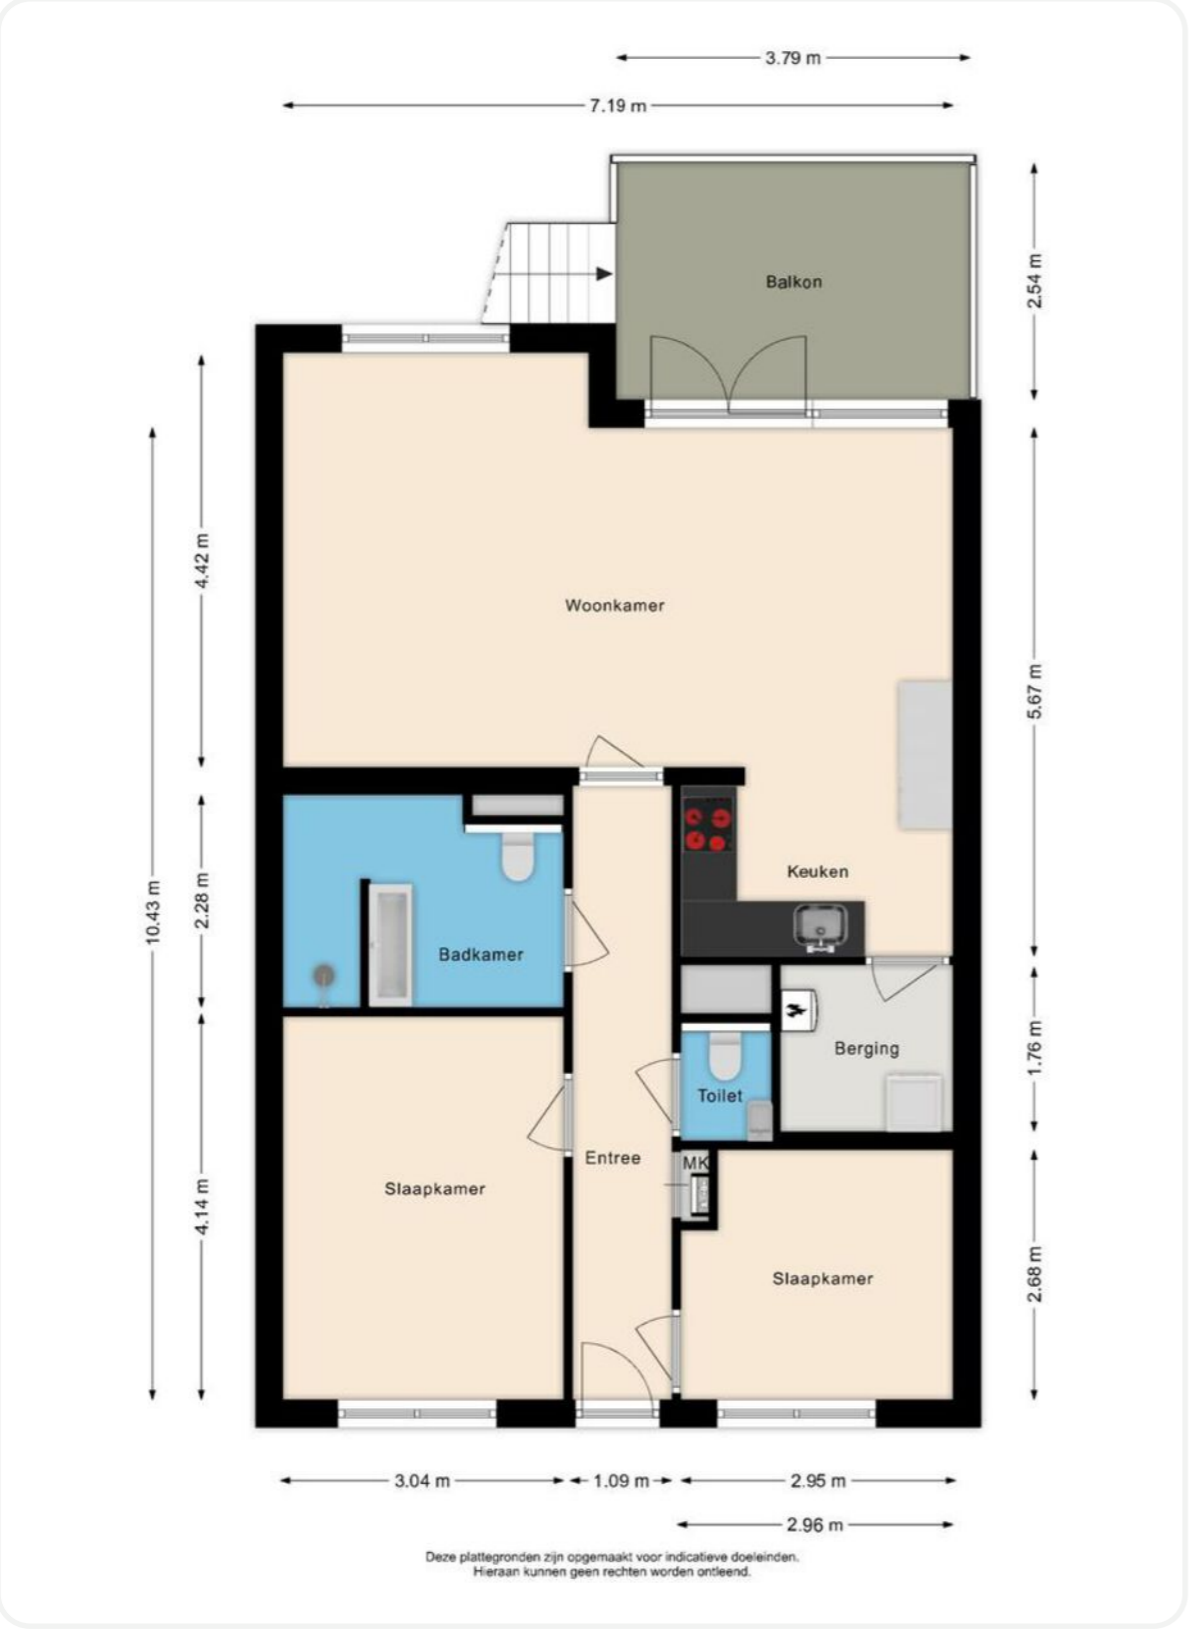 3.79 m
7.19 m
Balkon
2.54 m
4.42 m
Woonkamer
5.67 m
10.43 m
2.28 m
Keuken
Badkamer
Berging
1.76 m
Toilet
Entree
MK
Slaapkamer
4.14 m
Slaapkamer
2.68 m
3.04 m
1.09 m
2.95 m
2.96 m
Deze plattegronden zijn opgemaakt voor indicatieve doeleinden.
Hieraan kunnen geen rechten worden ontleend.